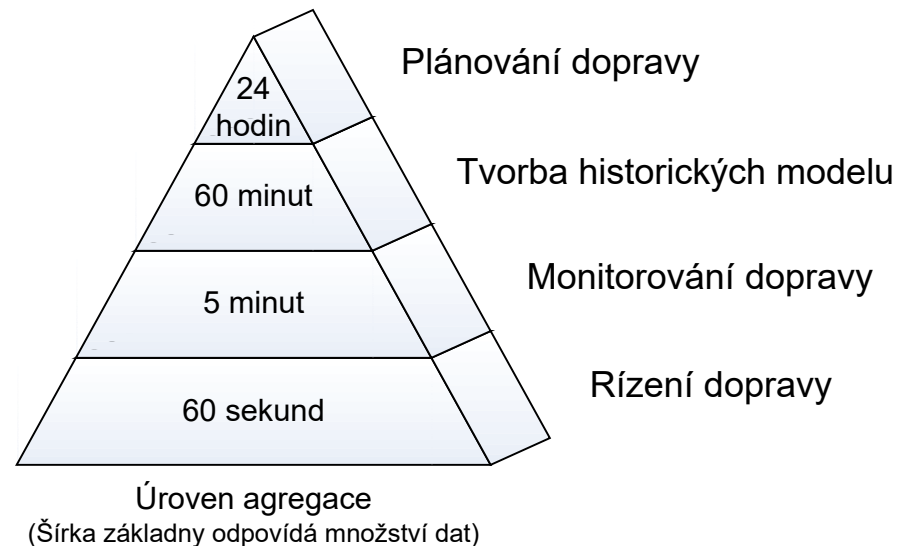 Plánování dopravy
24
hodin
Tvorba historických modelu
60 minut
Monitorování dopravy
5 minut
Rízení dopravy
60 sekund
Úroven agregace
(Šírka základny odpovídá množství dat)